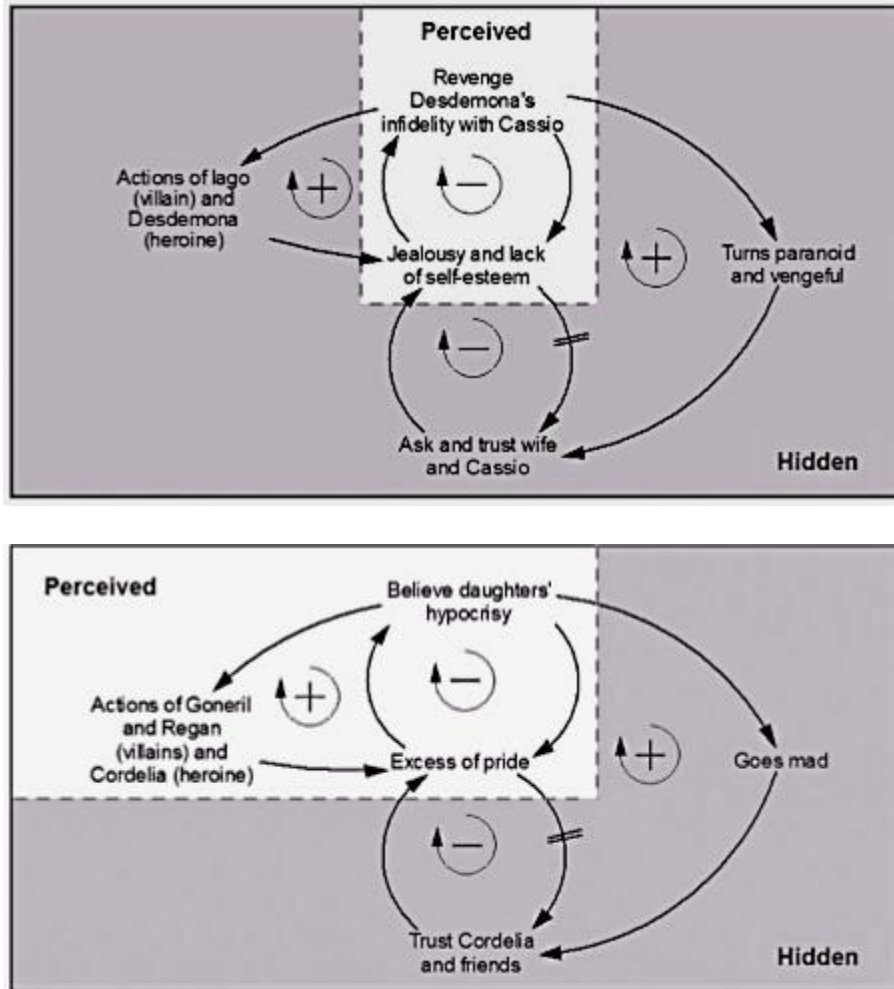 Perceived
Revenge
Desdemona's
infidelity with Cassio
Actions of Iago
(villain) and
Desdemona
(heroine)
+
−
Jealousy and lack
of self-esteem
+
Turns paranoid
and vengeful
−
Ask and trust wife
and Cassio
Hidden
Perceived
Believe daughters'
hypocrisy
Actions of Goneril
and Regan
(villains) and
Cordelia (heroine)
+
−
Excess of pride
+
Goes mad
−
Trust Cordelia
and friends
Hidden